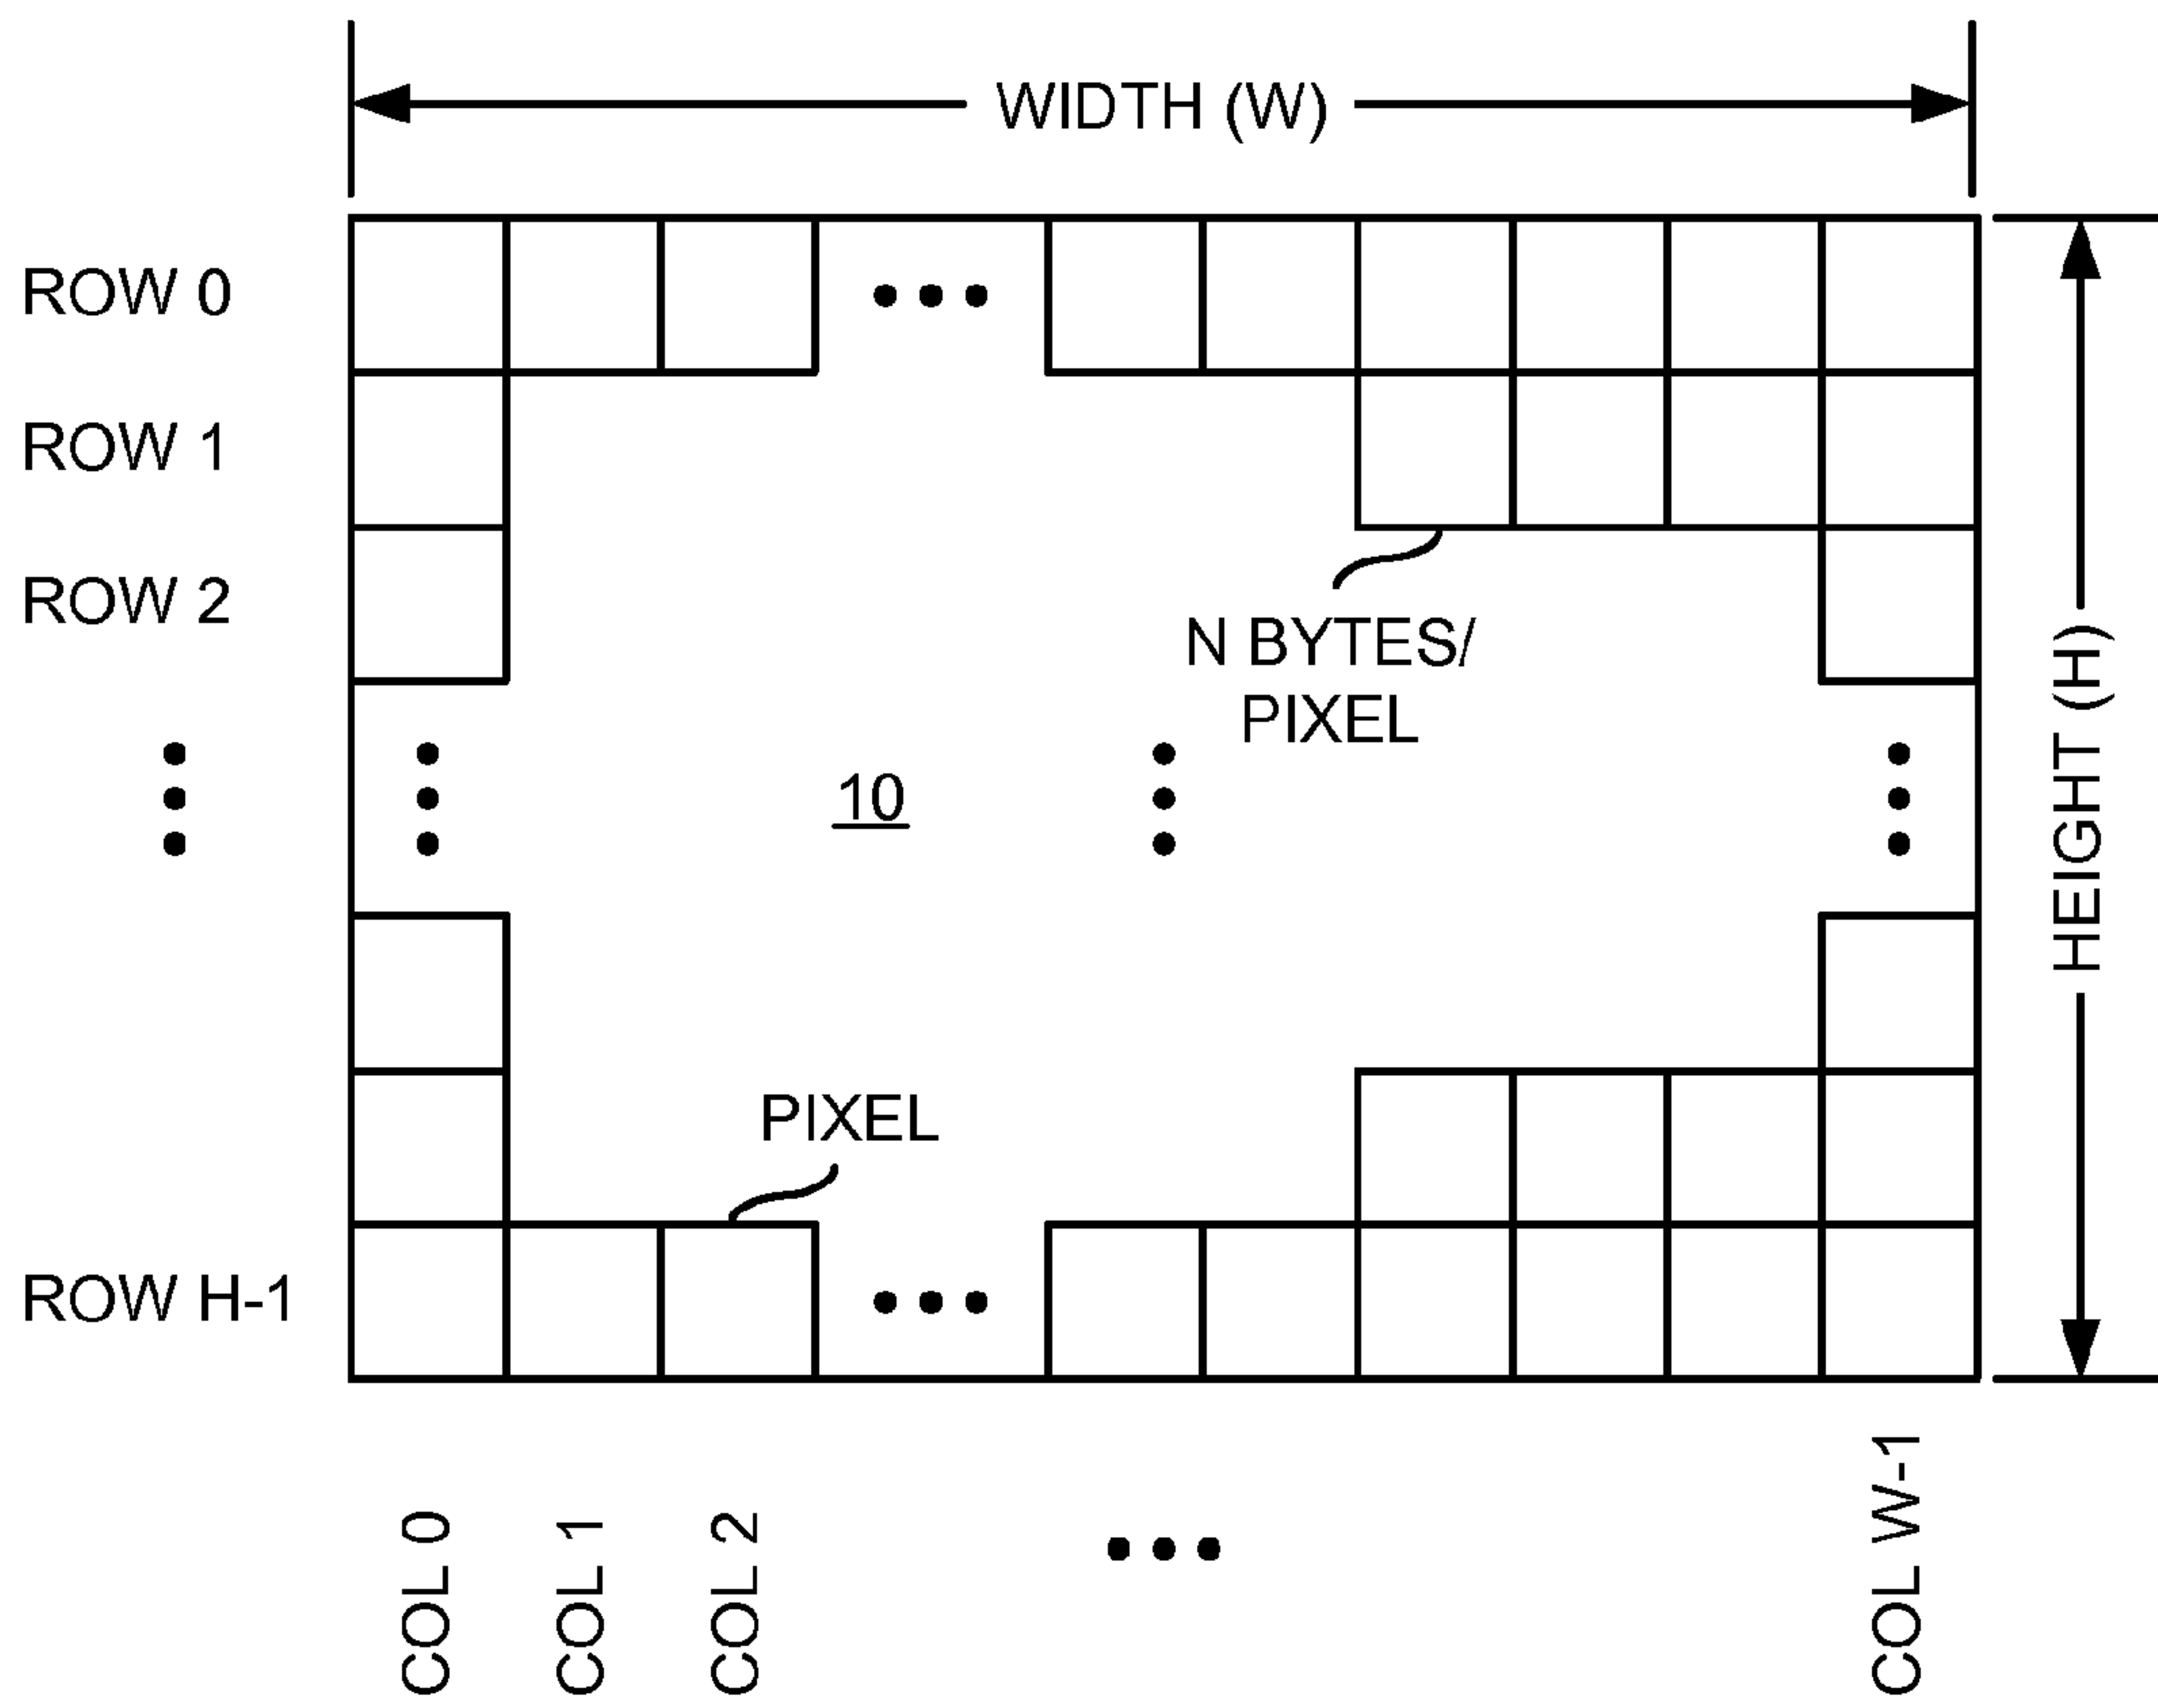 WIDTH (W)
ROW 0
ROW 1
ROW 2
N BYTES/
PIXEL
HEIGHT (H)
10
PIXEL
ROW H-1
COL 0
COL 1
COL 2
COL W-1